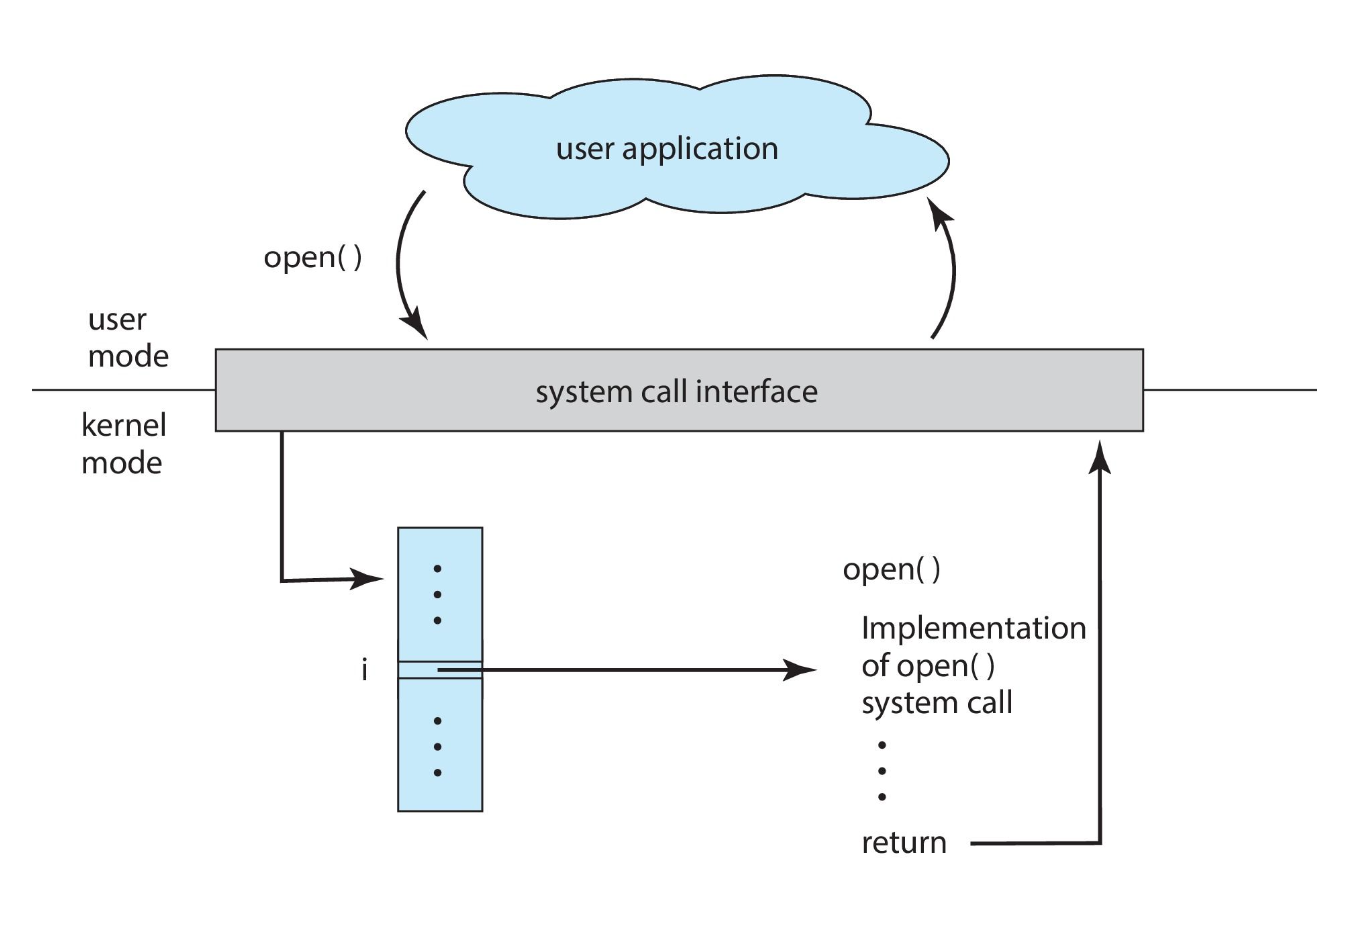 user application
open( )
user
mode
system call interface
kernel
mode
open( )
Implementation
of open( )
system call
i
return